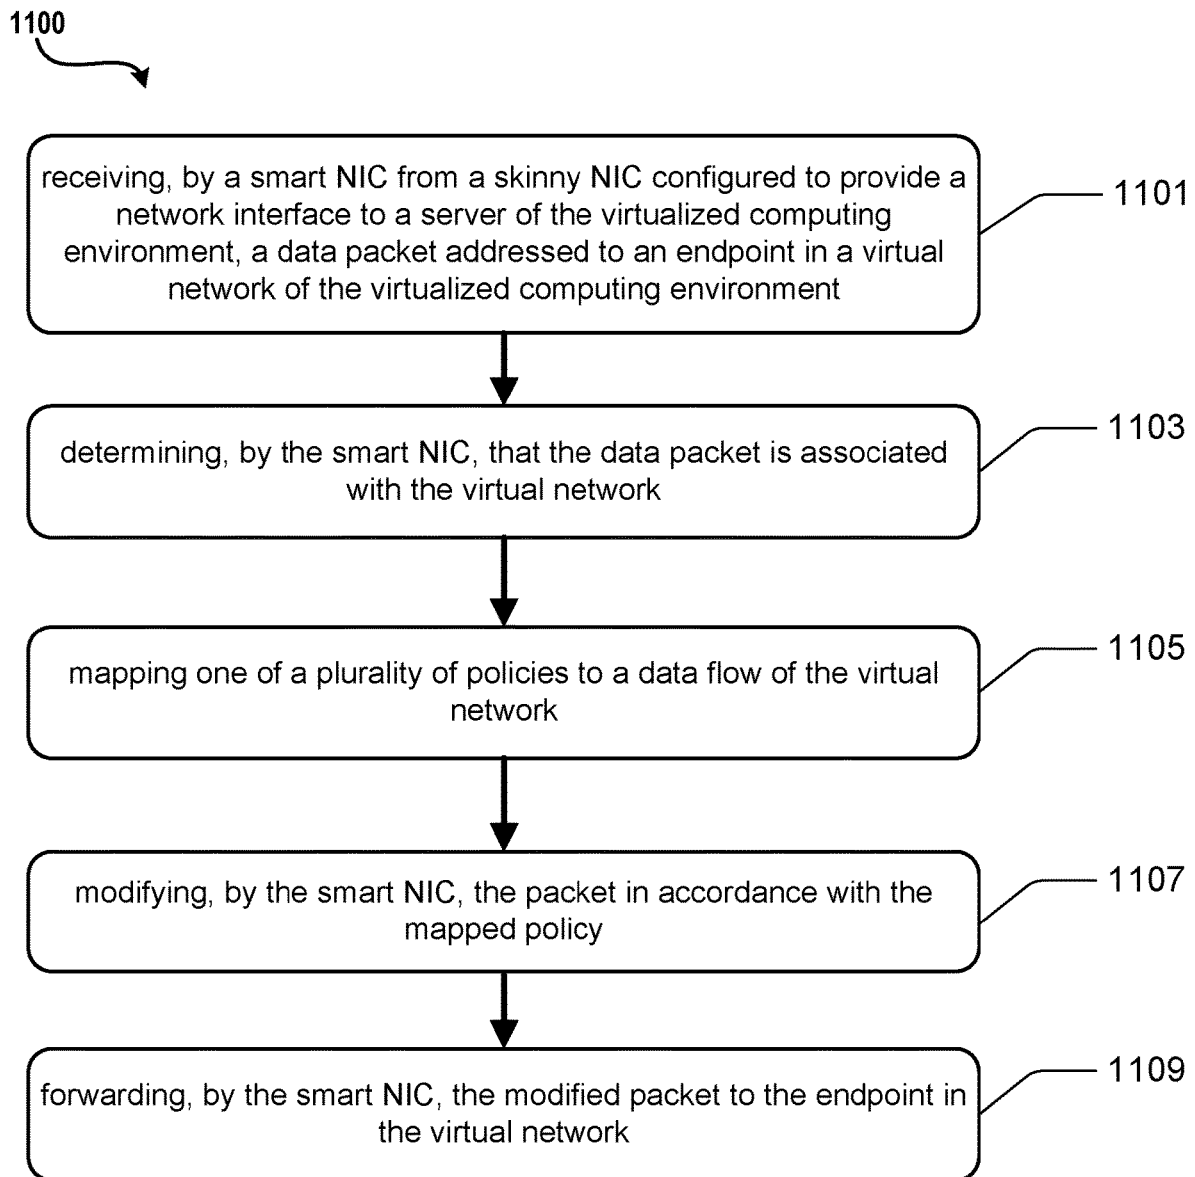 1100
receiving, by a smart NIC from a skinny NIC configured to provide a
network interface to a server of the virtualized computing
environment, a data packet addressed to an endpoint in a virtual
network of the virtualized computing environment
1101
determining, by the smart NIC, that the data packet is associated
with the virtual network
1103
mapping one of a plurality of policies to a data flow of the virtual
network
1105
modifying, by the smart NIC, the packet in accordance with the
mapped policy
1107
forwarding, by the smart NIC, the modified packet to the endpoint in
the virtual network
1109